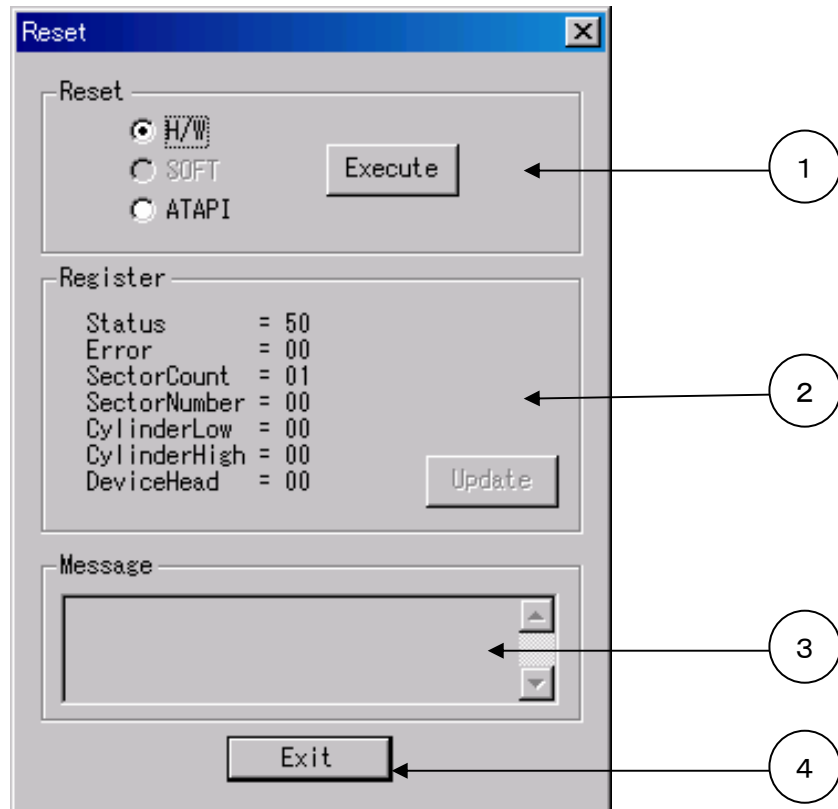 Reset
Reset
H/W
SOFT
Execute
ATAPI
1
Register
Status = 50
Error = 00
SectorCount = 01
SectorNumber = 00
CylinderLow = 00
CylinderHigh = 00
DeviceHead = 00
Update
2
Message
3
Exit
4